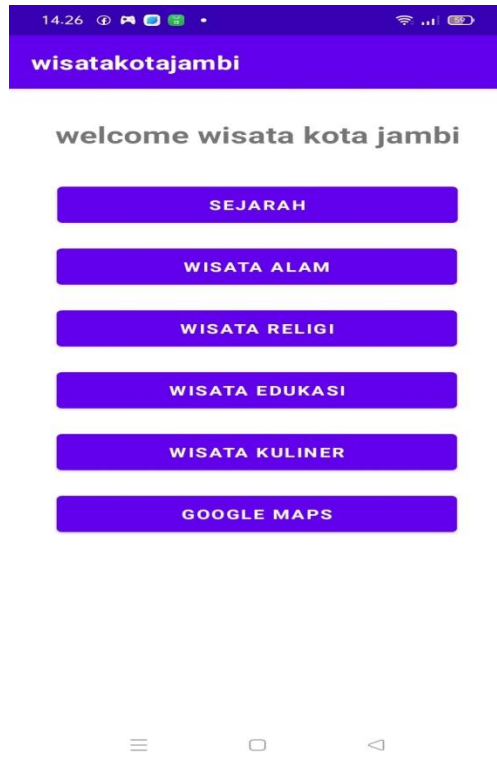 14.26
wisatakotajambi
welcome wisata kota jambi
SEJARAH
WISATA ALAM
WISATA RELIGI
WISATA EDUKASI
WISATA KULINER
GOOGLE MAPS